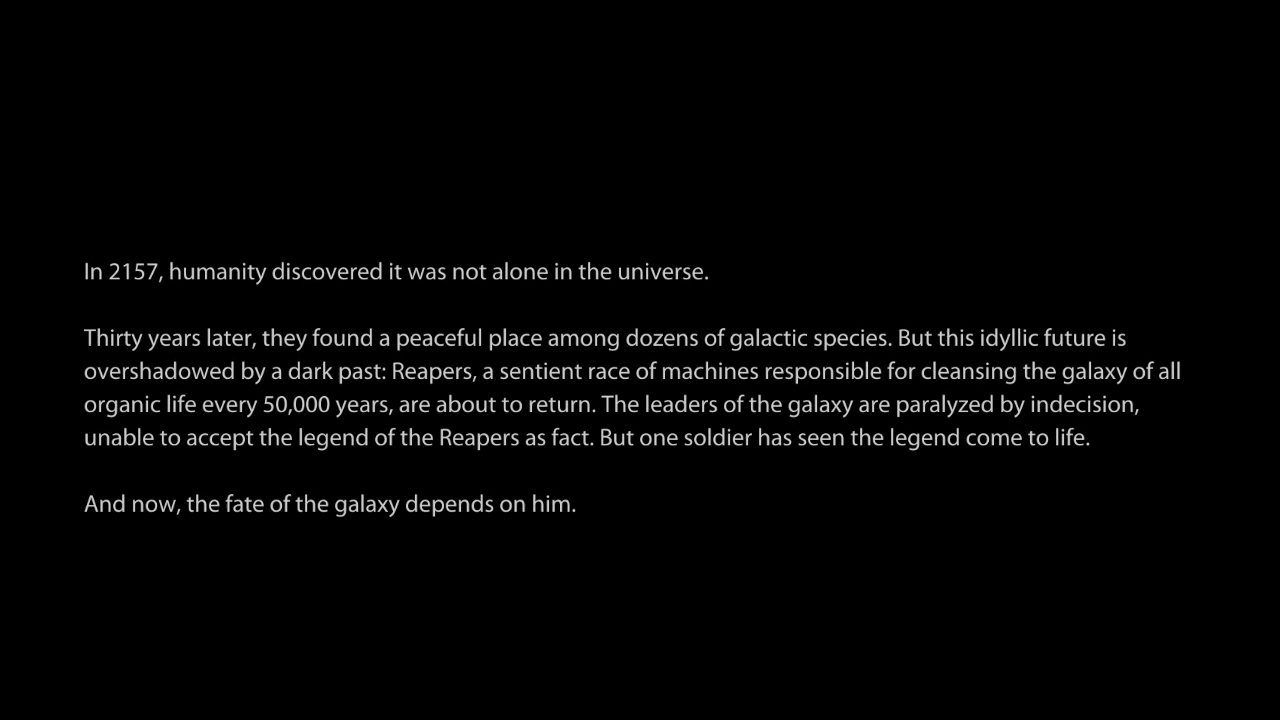 In 2157, humanity discovered it was not alone in the universe.
Thirty years later, they found a peaceful place among dozens of galactic species. But this idyllic future is
overshadowed by a dark past: Reapers, a sentient race of machines responsible for cleansing the galaxy of all
organic life every 50,000 years, are about to return. The leaders of the galaxy are paralyzed by indecision,
unable to accept the legend of the Reapers as fact. But one soldier has seen the legend come to life.
And now, the fate of the galaxy depends on him.